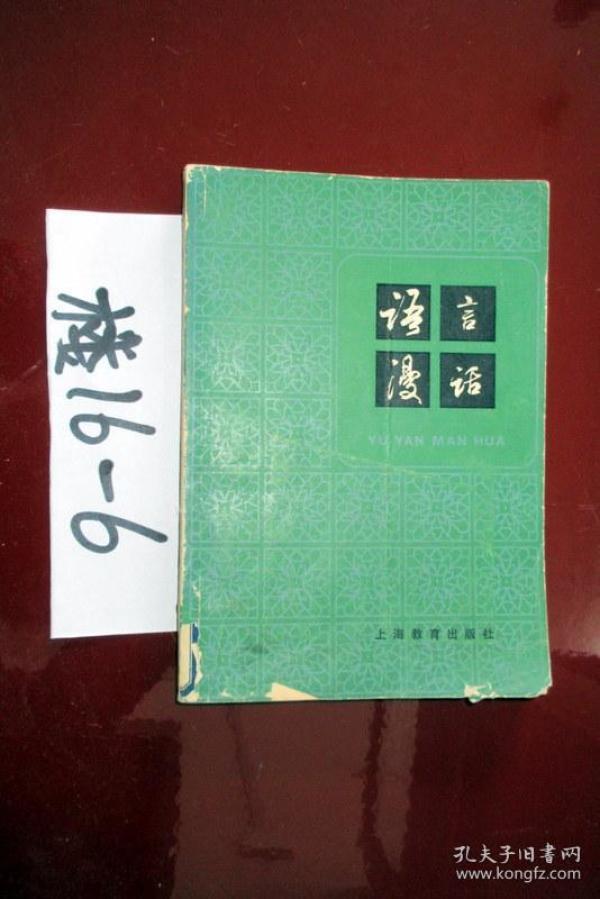 语言
漫话
YU YAN MAN HUA
上海教育出版社
楼16-6
孔夫子旧书网
www.kongfz.com